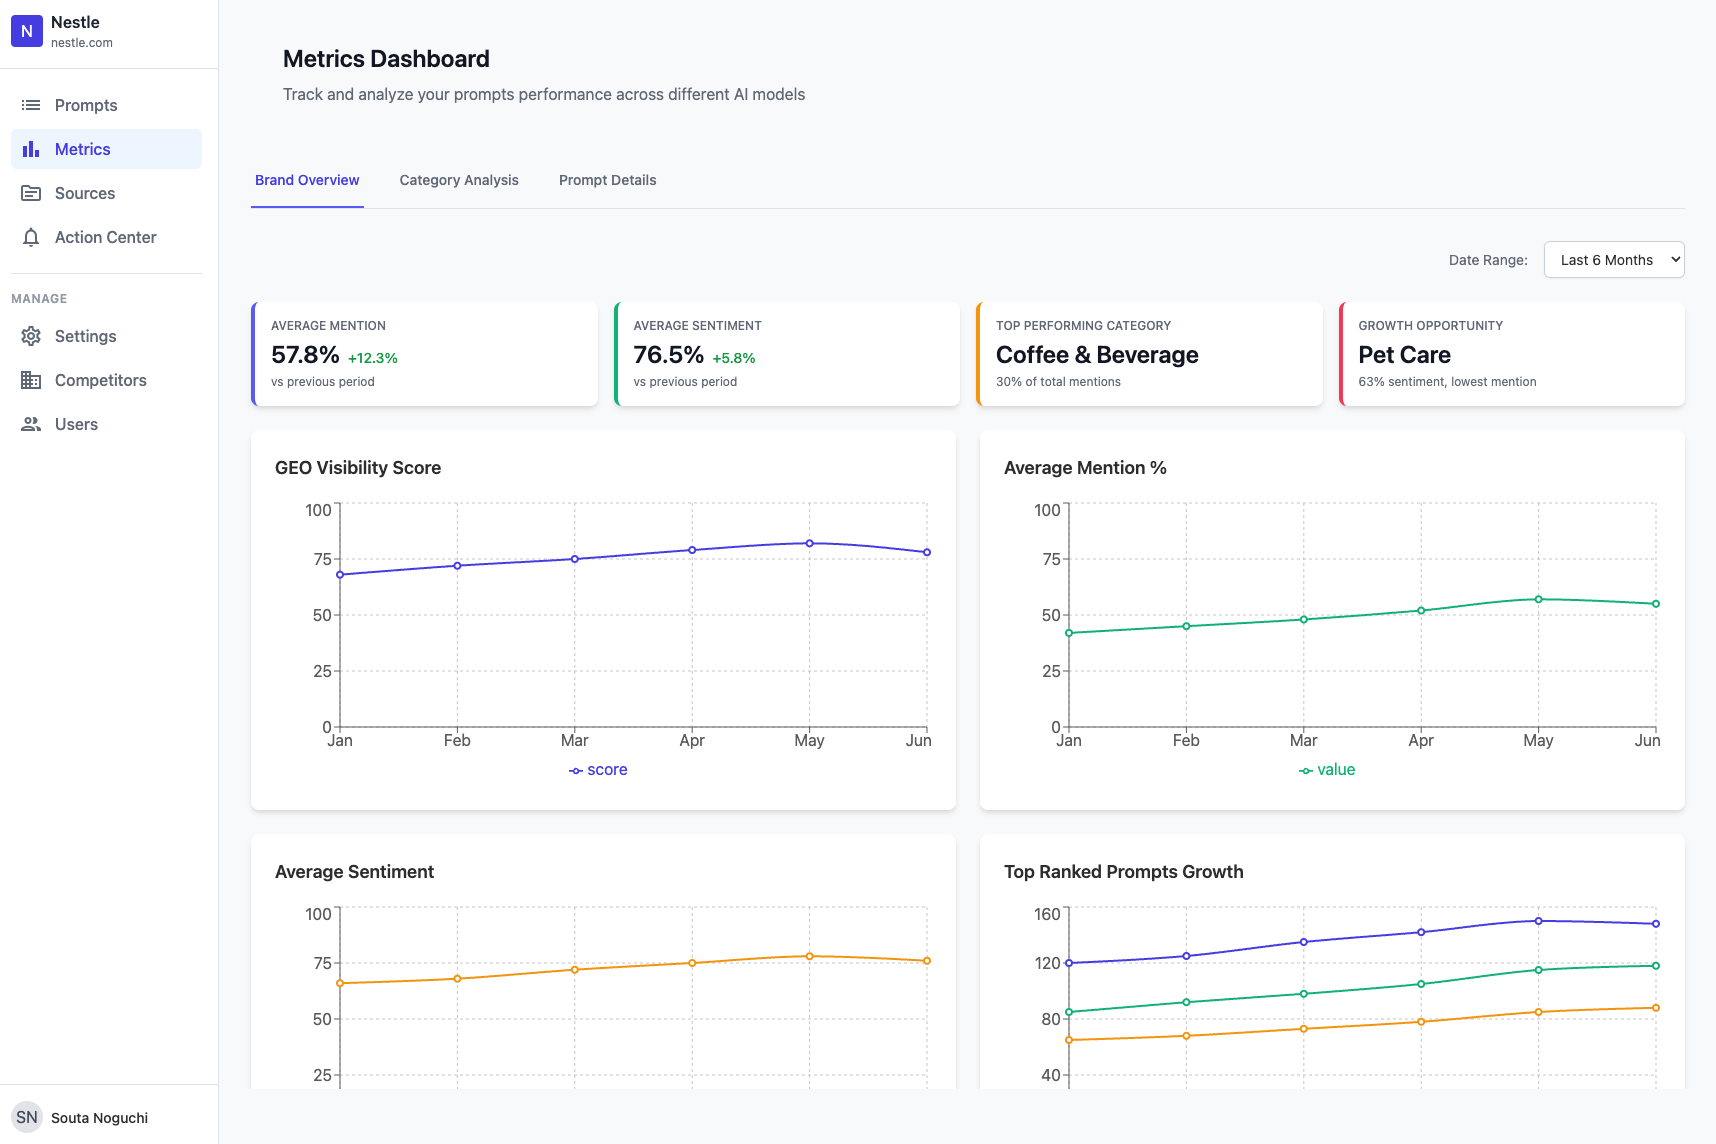 N
Nestle
nestle.com
Prompts
Metrics
Sources
Action Center
MANAGE
Settings
Competitors
Users
SN
Souta Noguchi
Metrics Dashboard
Track and analyze your prompts performance across different AI models
Brand Overview
Category Analysis
Prompt Details
Date Range:
Last 6 Months
AVERAGE MENTION
57.8% +12.3%
vs previous period
AVERAGE SENTIMENT
76.5% +5.8%
vs previous period
TOP PERFORMING CATEGORY
Coffee & Beverage
30% of total mentions
GROWTH OPPORTUNITY
Pet Care
63% sentiment, lowest mention
GEO Visibility Score
100
75
50
25
0
Jan Feb Mar Apr May Jun
score
Average Mention %
100
75
50
25
0
Jan Feb Mar Apr May Jun
value
Average Sentiment
100
75
50
25
Top Ranked Prompts Growth
160
120
80
40